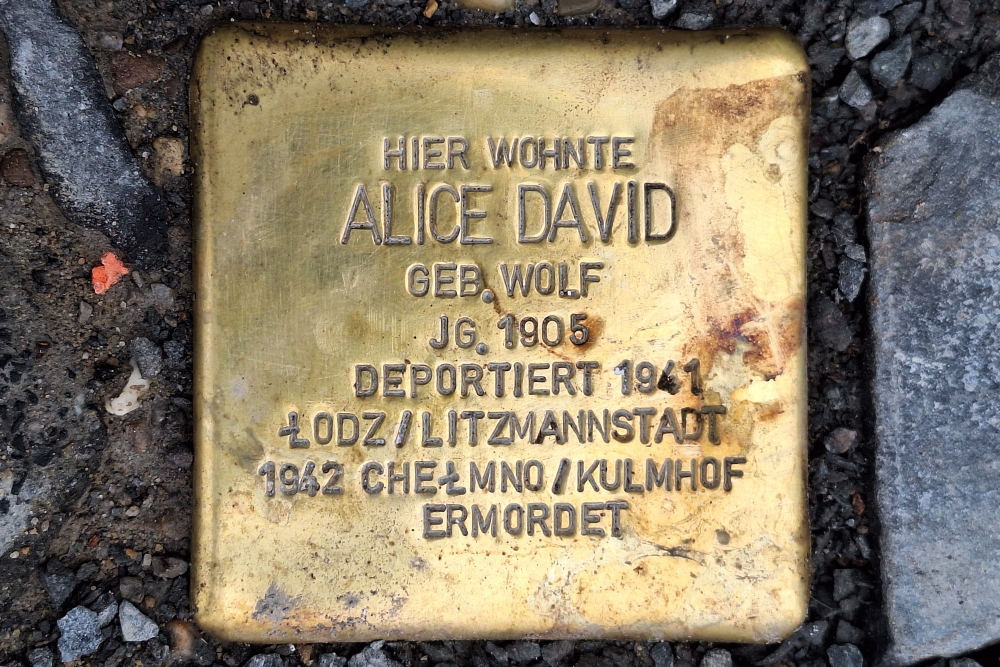 HIER WOHNTE
ALICE DAVID
GEB. WOLF
JG. 1905
DEPORTIERT 1941
ŁODZ/LITZMANNSTADT
1942 CHEŁMNO/KULMHOF
ERMORDET